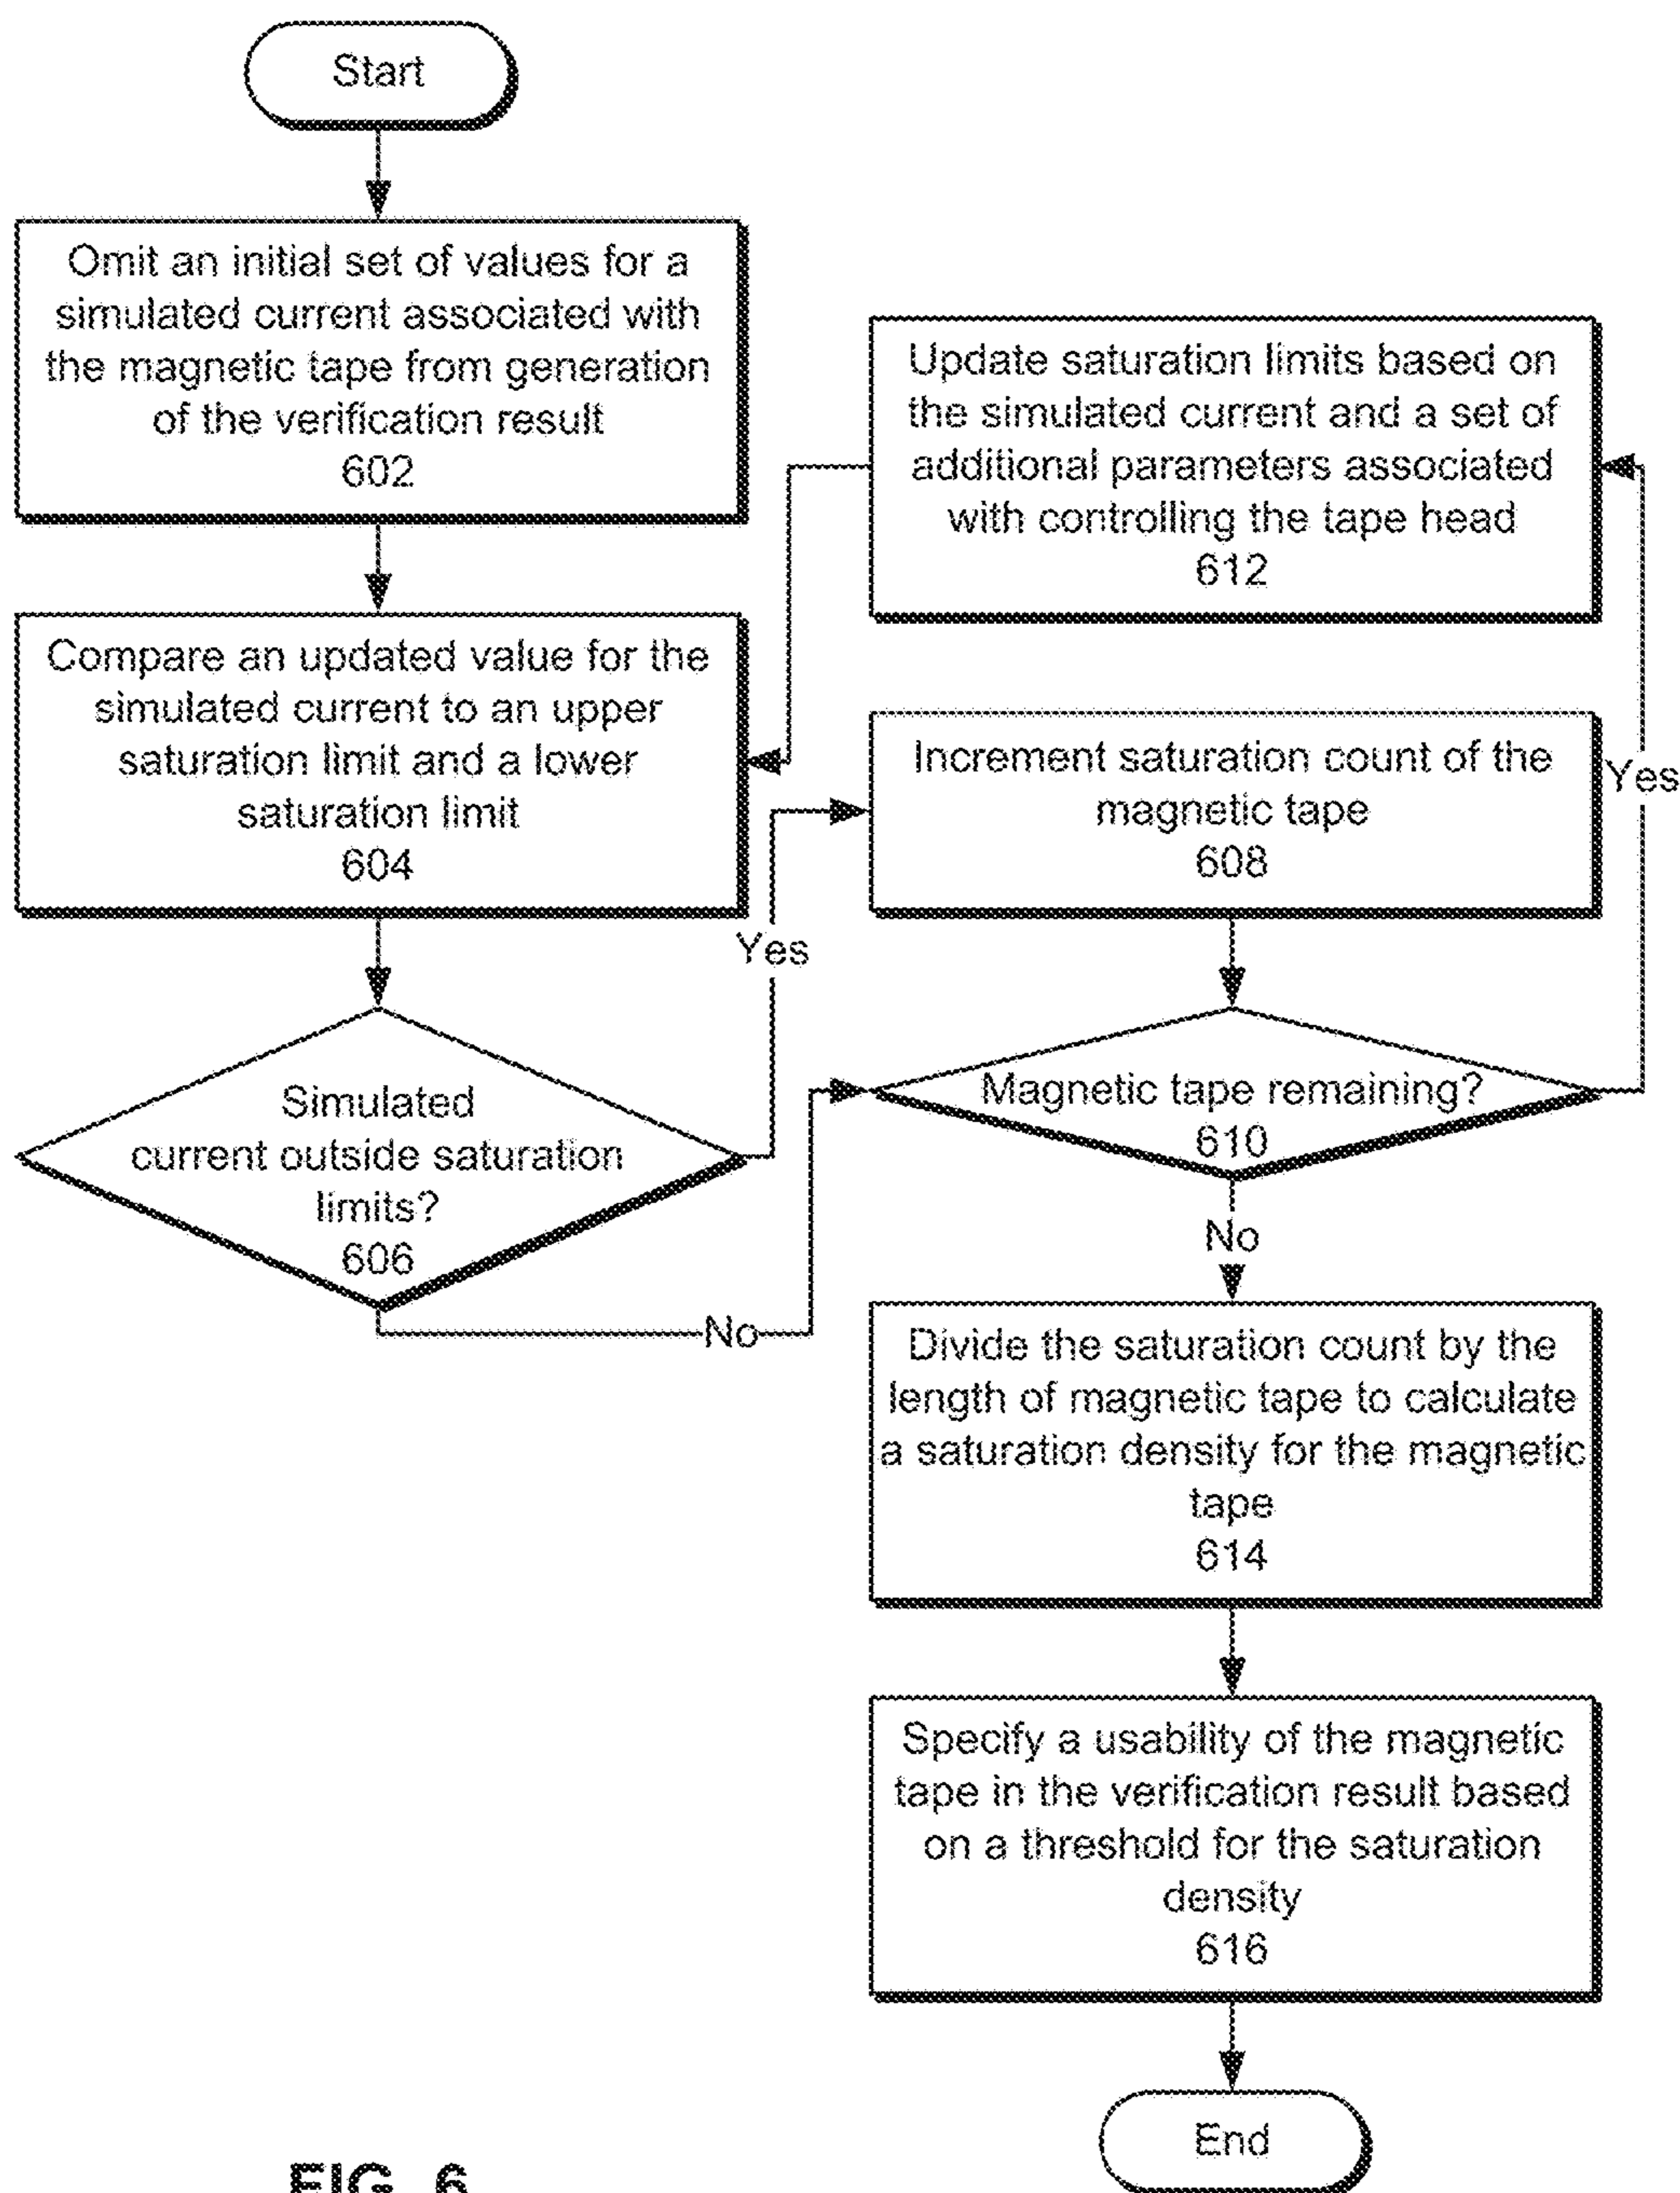 Start
Omit an initial set of values for a
simulated current associated with
the magnetic tape from generation
of the verification result
602
Compare an updated value for the
simulated current to an upper
saturation limit and a lower
saturation limit
604
Simulated
current outside saturation
limits?
606
Yes
No
Update saturation limits based on
the simulated current and a set of
additional parameters associated
with controlling the tape head
612
Increment saturation count of the
magnetic tape
608
Yes
Magnetic tape remaining?
610
No
Divide the saturation count by the
length of magnetic tape to calculate
a saturation density for the magnetic
tape
614
Specify a usability of the magnetic
tape in the verification result based
on a threshold for the saturation
density
616
End
FIG. 6